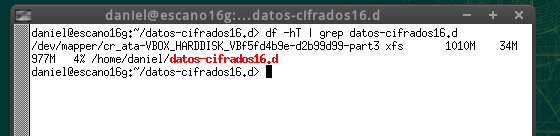 daniel@escano16g:...datos-cifrados16.d
daniel@escano16g:~/datos-cifrados16.d> df -hT | grep datos-cifrados16.d
/dev/mapper/cr_ata-VBOX_HARDDISK_VBf5fd4b9e-d2b99d99-part3 xfs 1010M 34M
977M 4% /home/daniel/datos-cifrados16.d
daniel@escano16g:~/datos-cifrados16.d>